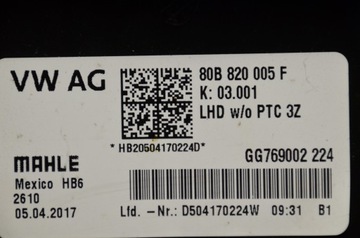 VW AG
80B 820 005 F
K: 03.001
LHD w/o PTC 3Z
* HB20504170224D*
GG769002 224
MAHLE
Mexico HB6
2610
05.04.2017
Lfd. -Nr.: D504170224W 09:31 B1